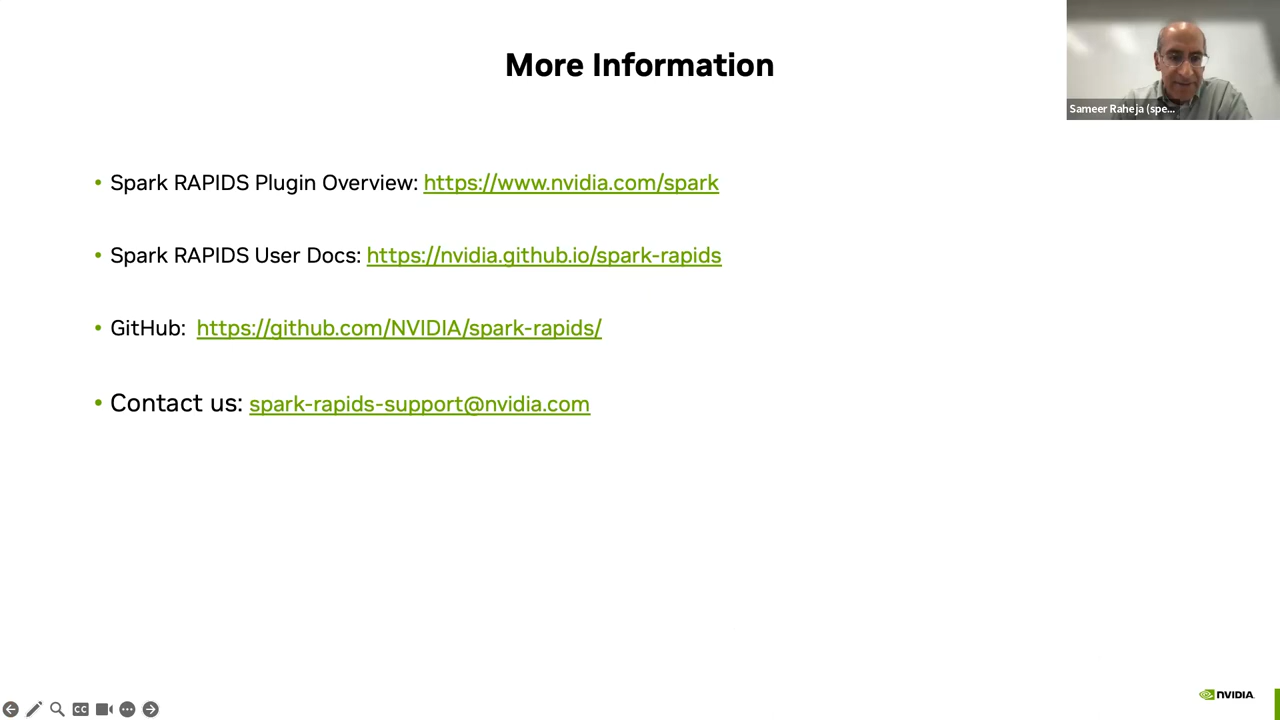 More Information
Sameer Raheja (spe...
• Spark RAPIDS Plugin Overview: https://www.nvidia.com/spark
• Spark RAPIDS User Docs: https://nvidia.github.io/spark-rapids
• GitHub: https://github.com/NVIDIA/spark-rapids/
• Contact us: spark-rapids-support@nvidia.com
CC
NVIDIA.